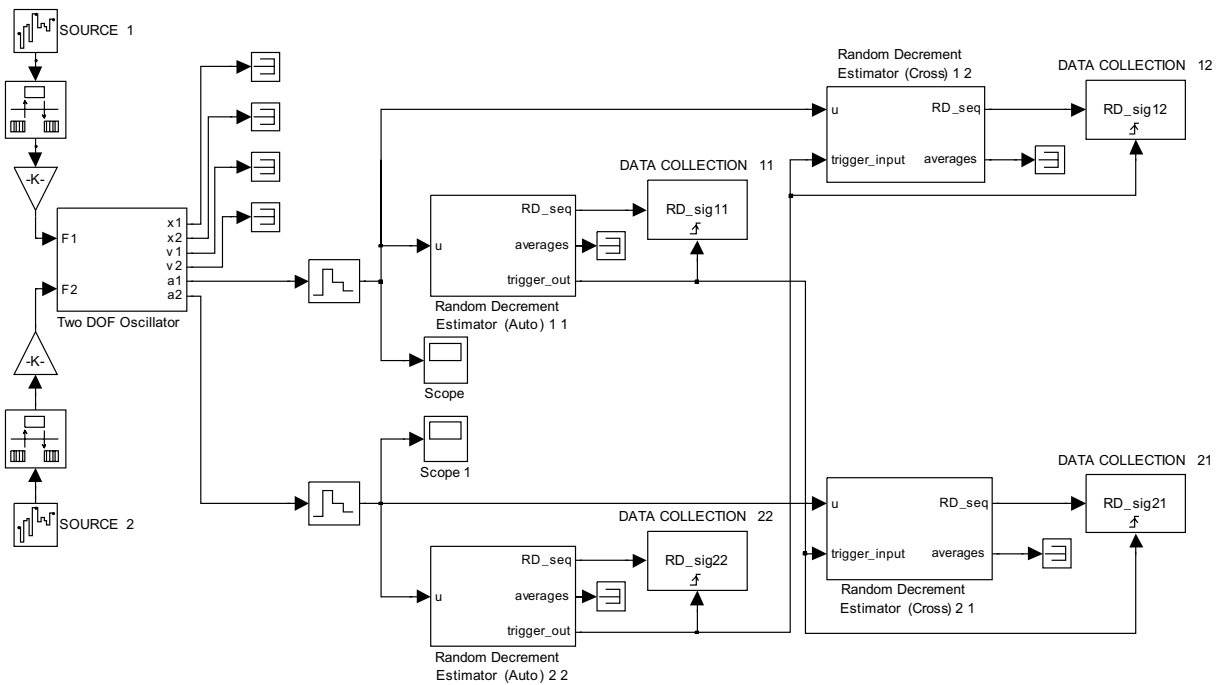 SOURCE 1
-K-
F1
F2
x1
x2
v1
v2
a1
a2
Two DOF Oscillator
-K-
SOURCE 2
u
RD_seq
averages
trigger_out
Random Decrement
Estimator (Auto) 1 1
DATA COLLECTION 11
RD_sig11
Scope
Scope 1
u
RD_seq
averages
trigger_out
Random Decrement
Estimator (Auto) 2 2
DATA COLLECTION 22
RD_sig22
Random Decrement
Estimator (Cross) 1 2
u
trigger_input
RD_seq
averages
DATA COLLECTION 12
RD_sig12
u
trigger_input
RD_seq
averages
Random Decrement
Estimator (Cross) 2 1
DATA COLLECTION 21
RD_sig21